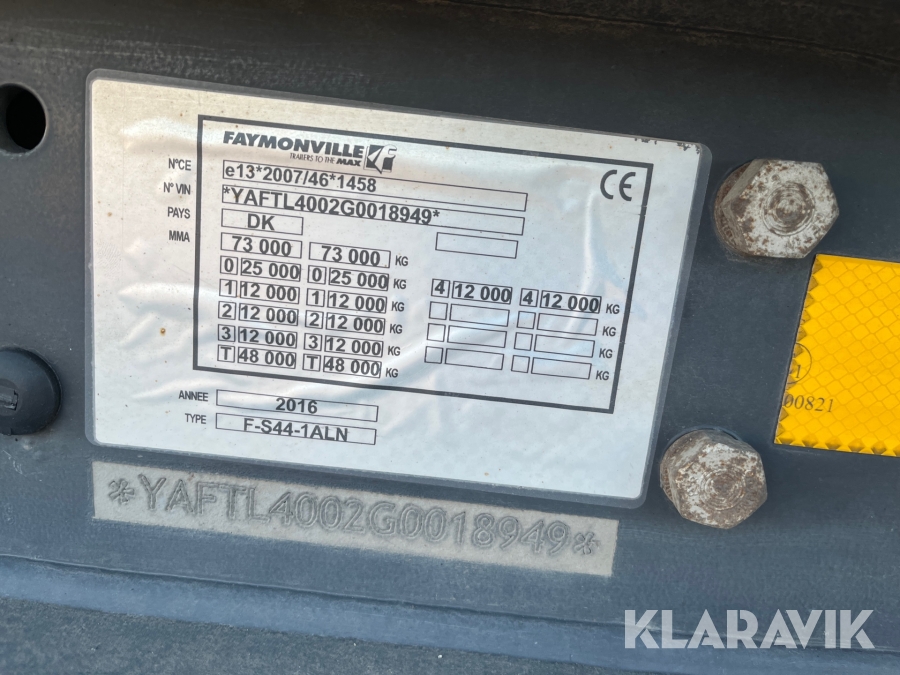 FAYMONVILLE
TRAILERS TO THE MAX
CE
N°CE e13*2007/46*1458
N° VIN *YAFTL4002G0018949*
PAYS DK
MMA 73 000 73 000 KG
0 25 000 0 25 000 KG
1 12 000 1 12 000 KG 4 12 000 4 12 000 KG
2 12 000 2 12 000 KG KG
3 12 000 3 12 000 KG KG
T 48 000 T 48 000 KG KG
ANNEE 2016
TYPE F-S44-1ALN
*YAFTL4002G0018949*
00821
KLARAVIK